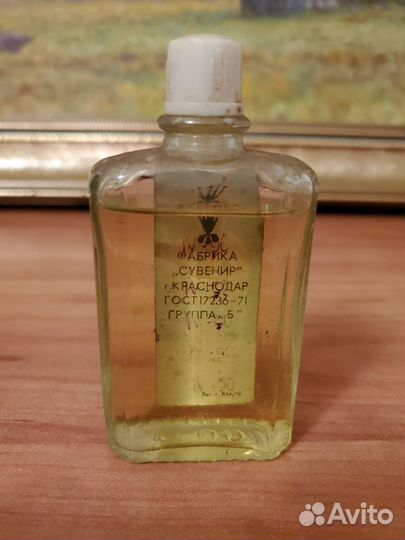 ФАБРИКА
„СУВЕНИР"
г. КРАСНОДАР
ГОСТ 17236-71
ГРУППА „Б"
Avito